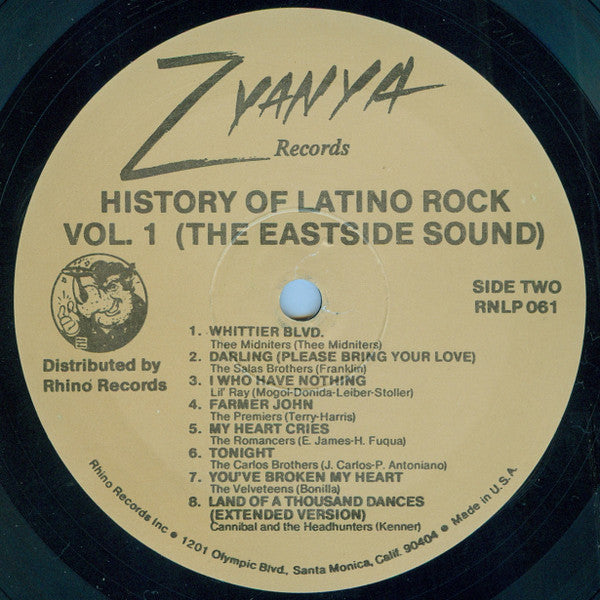 ZYANYA
Records
HISTORY OF LATINO ROCK
VOL. 1 (THE EASTSIDE SOUND)
SIDE TWO
RNLP 061
Distributed by
Rhino Records
1. WHITTIER BLVD.
Thee Midniters (Thee Midniters)
2. DARLING (PLEASE BRING YOUR LOVE)
The Salas Brothers (Franklin)
3. I WHO HAVE NOTHING
Lil' Ray (Mogol-Donida-Leiber-Stoller)
4. FARMER JOHN
The Premiers (Terry-Harris)
5. MY HEART CRIES
The Romancers (E. James-H. Fuqua)
6. TONIGHT
The Carlos Brothers (J. Carlos-P. Antoniano)
7. YOU'VE BROKEN MY HEART
The Velveteens (Bonilla)
8. LAND OF A THOUSAND DANCES
(EXTENDED VERSION)
Cannibal and the Headhunters (Kenner)
Rhino Records Inc • 1201 Olympic Blvd., Santa Monica, Calif. 90404 • Made in U.S.A.